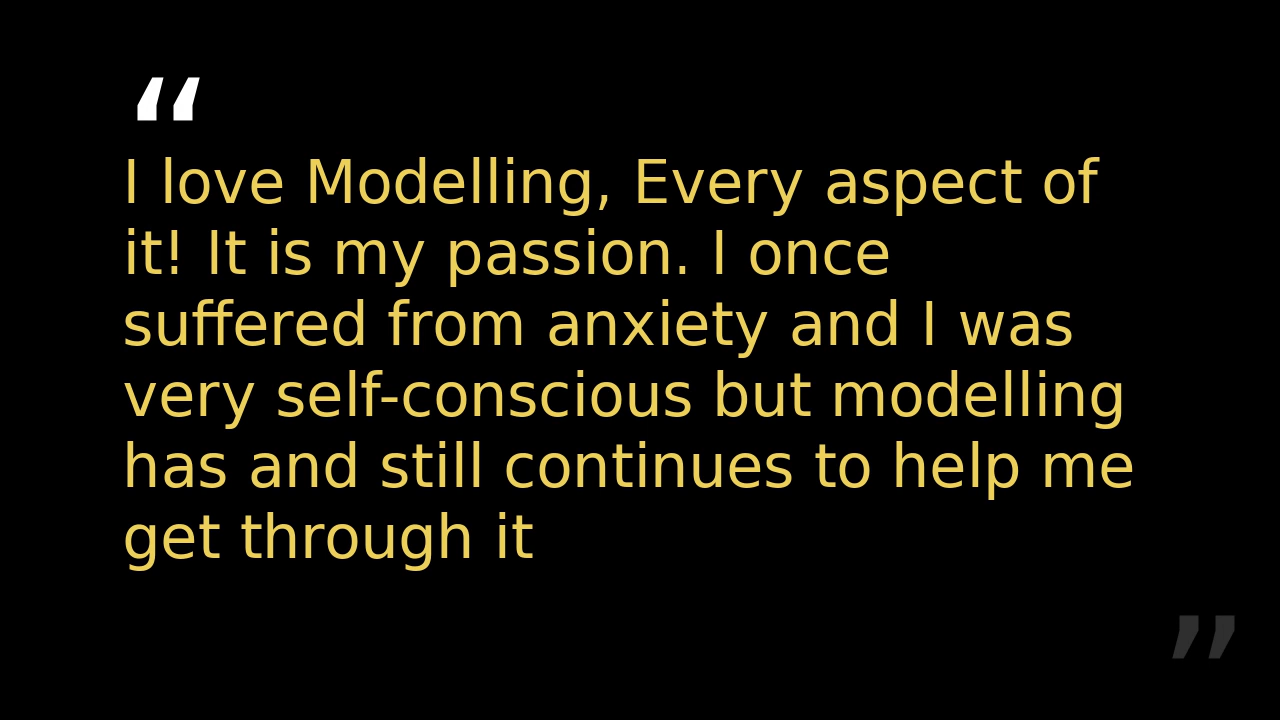 “
I love Modelling, Every aspect of
it! It is my passion. I once
suffered from anxiety and I was
very self-conscious but modelling
has and still continues to help me
get through it
”